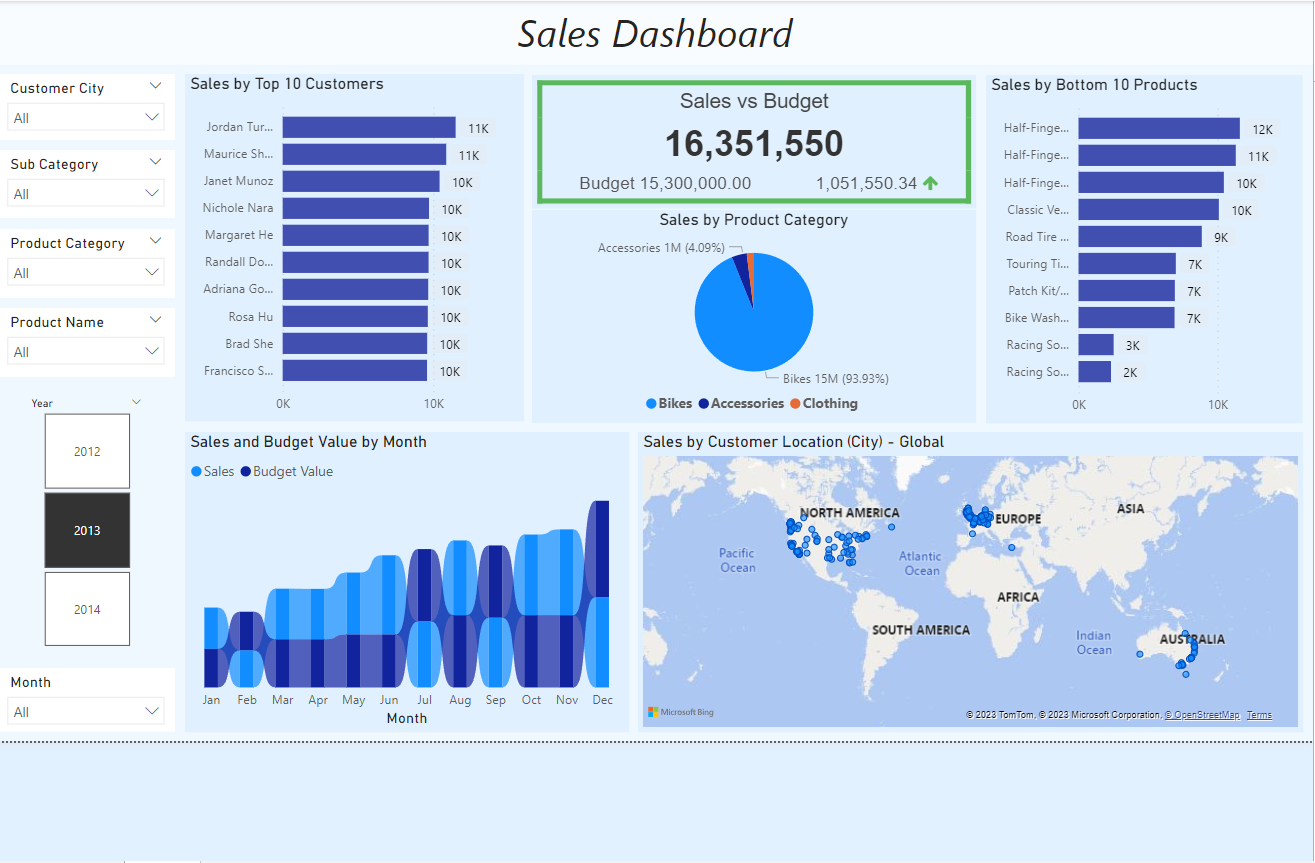 Sales Dashboard
Customer City
All
Sub Category
All
Product Category
All
Product Name
All
Year
2012
2013
2014
Month
All
Sales by Top 10 Customers
Jordan Tur... 11K
Maurice Sh... 11K
Janet Munoz 10K
Nichole Nara 10K
Margaret He 10K
Randall Do... 10K
Adriana Go... 10K
Rosa Hu 10K
Brad She 10K
Francisco S... 10K
0K 10K
Sales vs Budget
16,351,550
Budget 15,300,000.00 1,051,550.34
Sales by Product Category
Accessories 1M (4.09%)
Bikes 15M (93.93%)
Bikes Accessories Clothing
Sales by Bottom 10 Products
Half-Finge... 12K
Half-Finge... 11K
Half-Finge... 10K
Classic Ve... 10K
Road Tire ... 9K
Touring Ti... 7K
Patch Kit/... 7K
Bike Wash... 7K
Racing So... 3K
Racing So... 2K
0K 10K
Sales and Budget Value by Month
Sales Budget Value
Jan Feb Mar Apr May Jun Jul Aug Sep Oct Nov Dec
Month
Sales by Customer Location (City) - Global
NORTH AMERICA
EUROPE
ASIA
Pacific
Ocean
Atlantic
Ocean
AFRICA
SOUTH AMERICA
Indian
Ocean
AUSTRALIA
Microsoft Bing
© 2023 TomTom, © 2023 Microsoft Corporation, © OpenStreetMap Terms